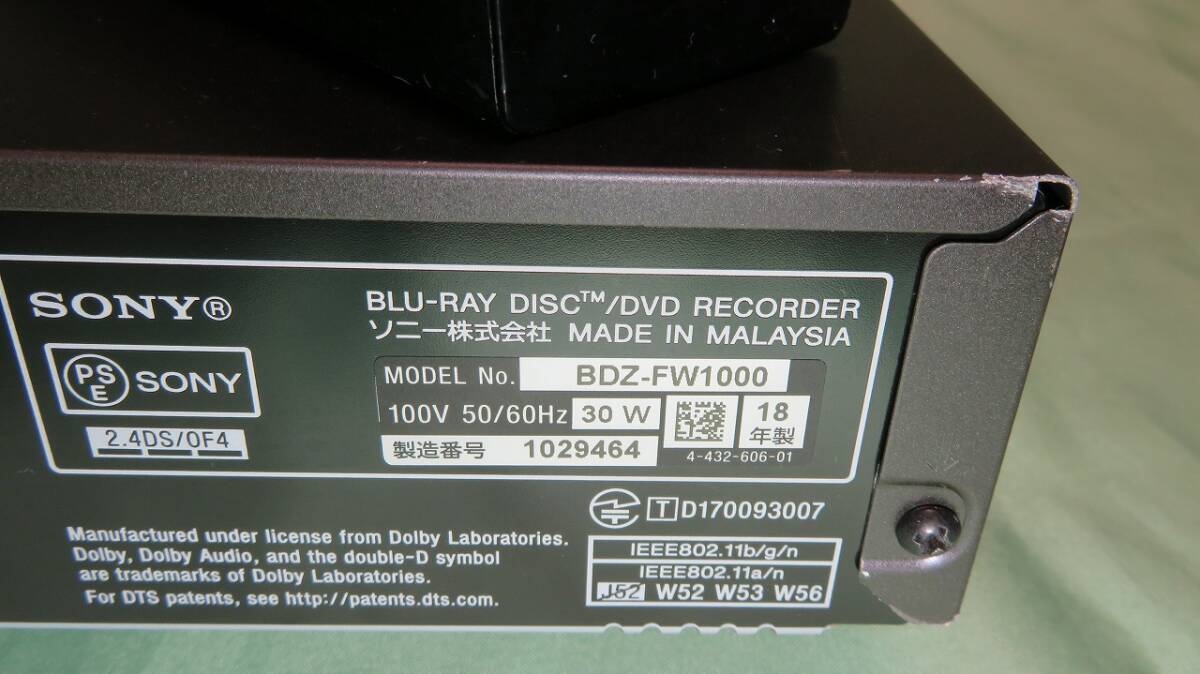 SONY®
BLU-RAY DISC™/DVD RECORDER
ソニー株式会社 MADE IN MALAYSIA
PSE SONY
MODEL No. BDZ-FW1000
100V 50/60Hz 30 W
18年製
2.4DS/OF4
製造番号 1029464
4-432-606-01
T D170093007
Manufactured under license from Dolby Laboratories.
Dolby, Dolby Audio, and the double-D symbol
are trademarks of Dolby Laboratories.
For DTS patents, see http://patents.dts.com.
IEEE802.11b/g/n
IEEE802.11a/n
J52 W52 W53 W56